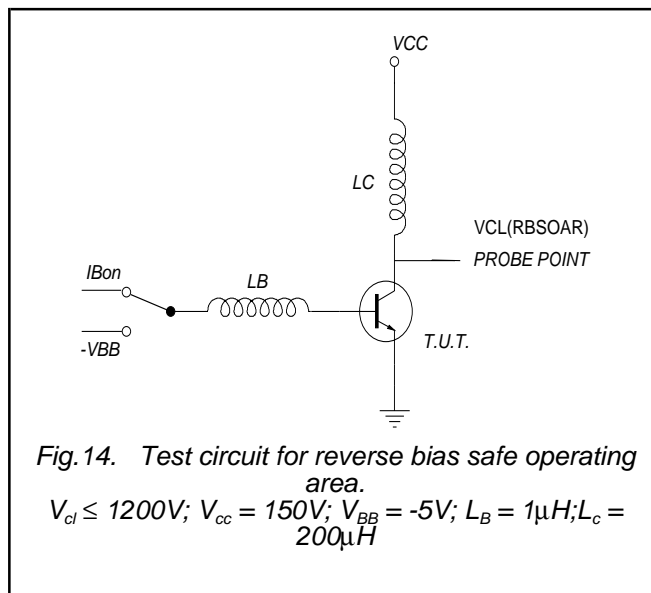 VCC
LC
VCL(RBSOAR)
PROBE POINT
IBon
LB
-VBB
T.U.T.
Fig.14. Test circuit for reverse bias safe operating
area.
Vcl ≤ 1200V; Vcc = 150V; VBB = -5V; LB = 1μH;Lc =
200μH